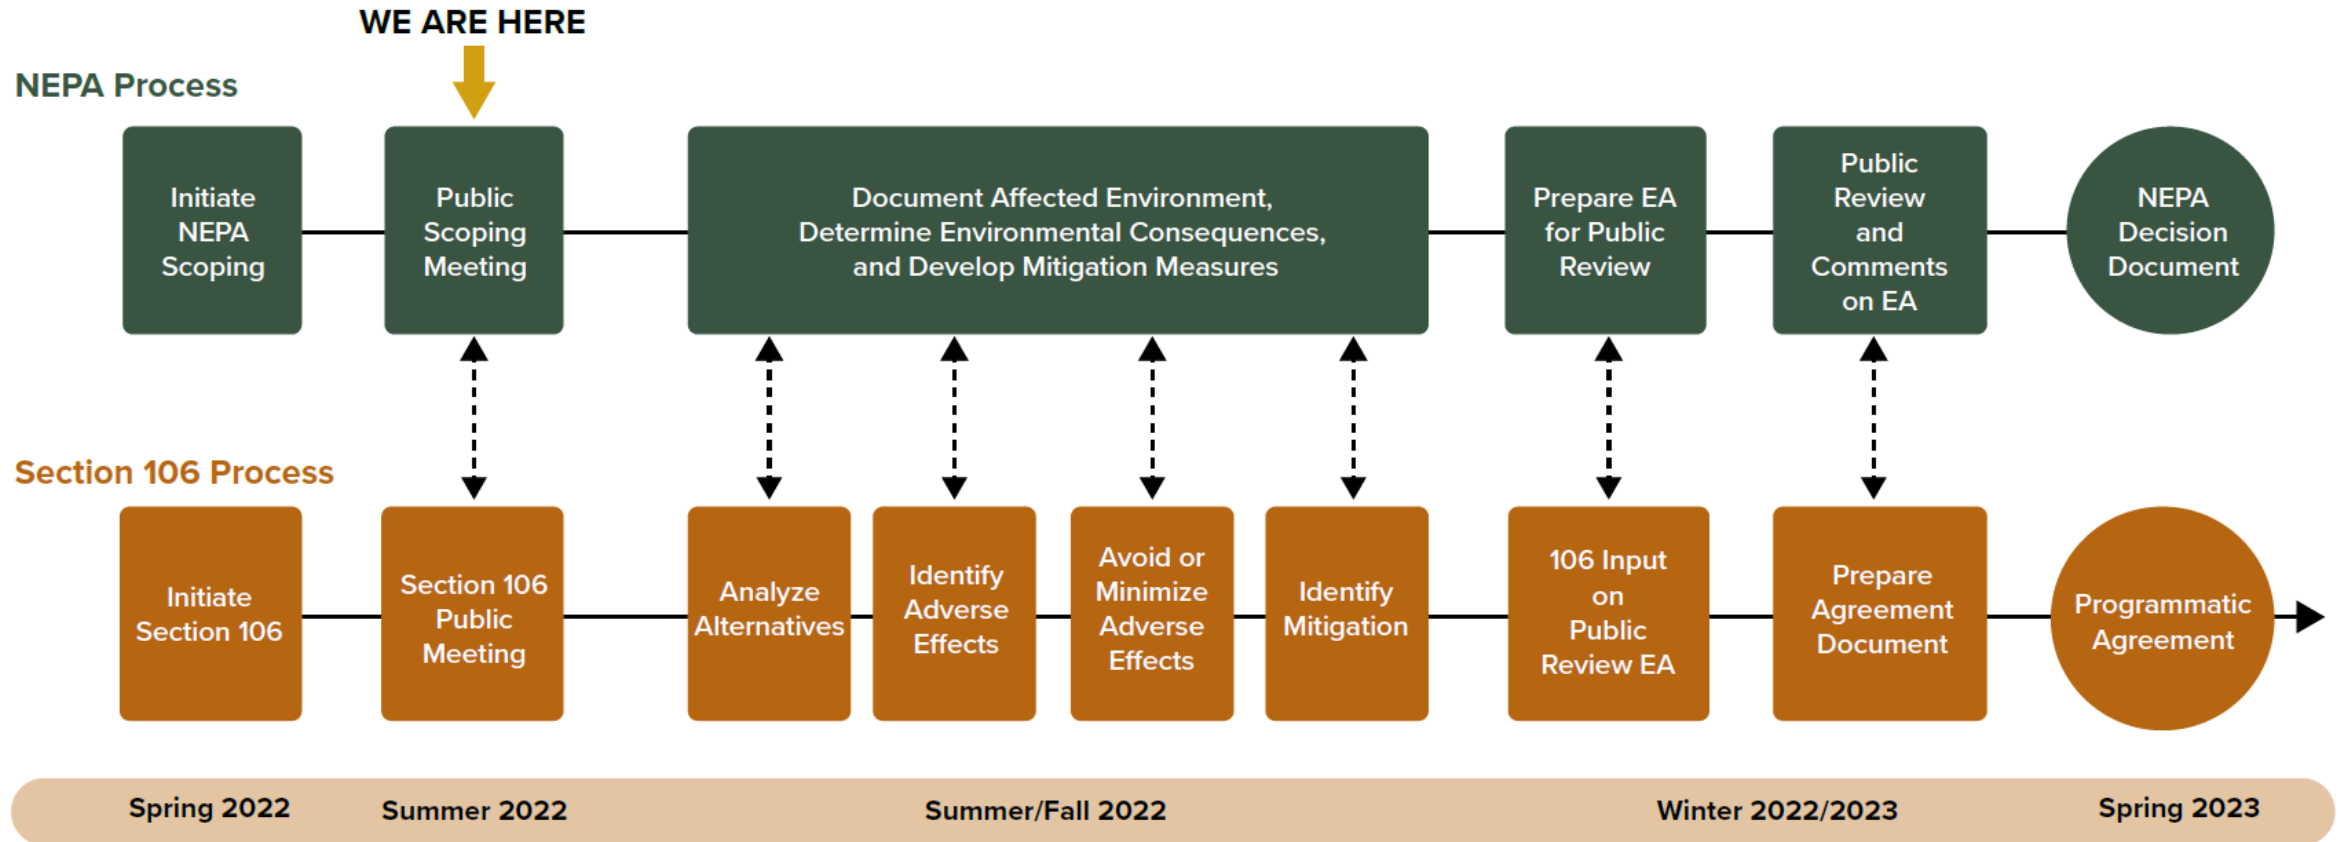 WE ARE HERE
NEPA Process
Initiate
NEPA
Scoping
Public
Scoping
Meeting
Document Affected Environment,
Determine Environmental Consequences,
and Develop Mitigation Measures
Prepare EA
for Public
Review
Public
Review
and
Comments
on EA
NEPA
Decision
Document
Section 106 Process
Initiate
Section 106
Section 106
Public
Meeting
Analyze
Alternatives
Identify
Adverse
Effects
Avoid or
Minimize
Adverse
Effects
Identify
Mitigation
106 Input
on
Public
Review EA
Prepare
Agreement
Document
Programmatic
Agreement
Spring 2022
Summer 2022
Summer/Fall 2022
Winter 2022/2023
Spring 2023